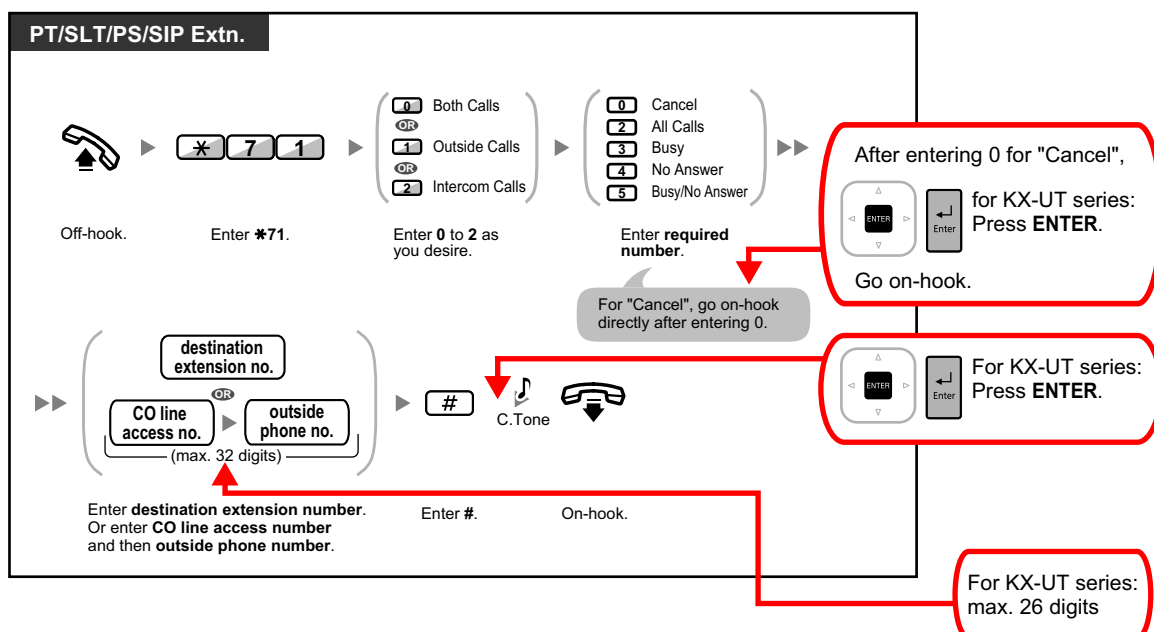 PT/SLT/PS/SIP Extn.
0 Both Calls
OR
1 Outside Calls
OR
2 Intercom Calls
0 Cancel
2 All Calls
3 Busy
4 No Answer
5 Busy/No Answer
* 7 1
Off-hook.
Enter *71.
Enter 0 to 2 as
you desire.
Enter required
number.
For "Cancel", go on-hook
directly after entering 0.
After entering 0 for "Cancel",
ENTER
Enter
for KX-UT series:
Press ENTER.
Go on-hook.
destination
extension no.
OR
CO line
access no.
outside
phone no.
(max. 32 digits)
#
C.Tone
ENTER
Enter
For KX-UT series:
Press ENTER.
Enter destination extension number.
Or enter CO line access number
and then outside phone number.
Enter #.
On-hook.
For KX-UT series:
max. 26 digits